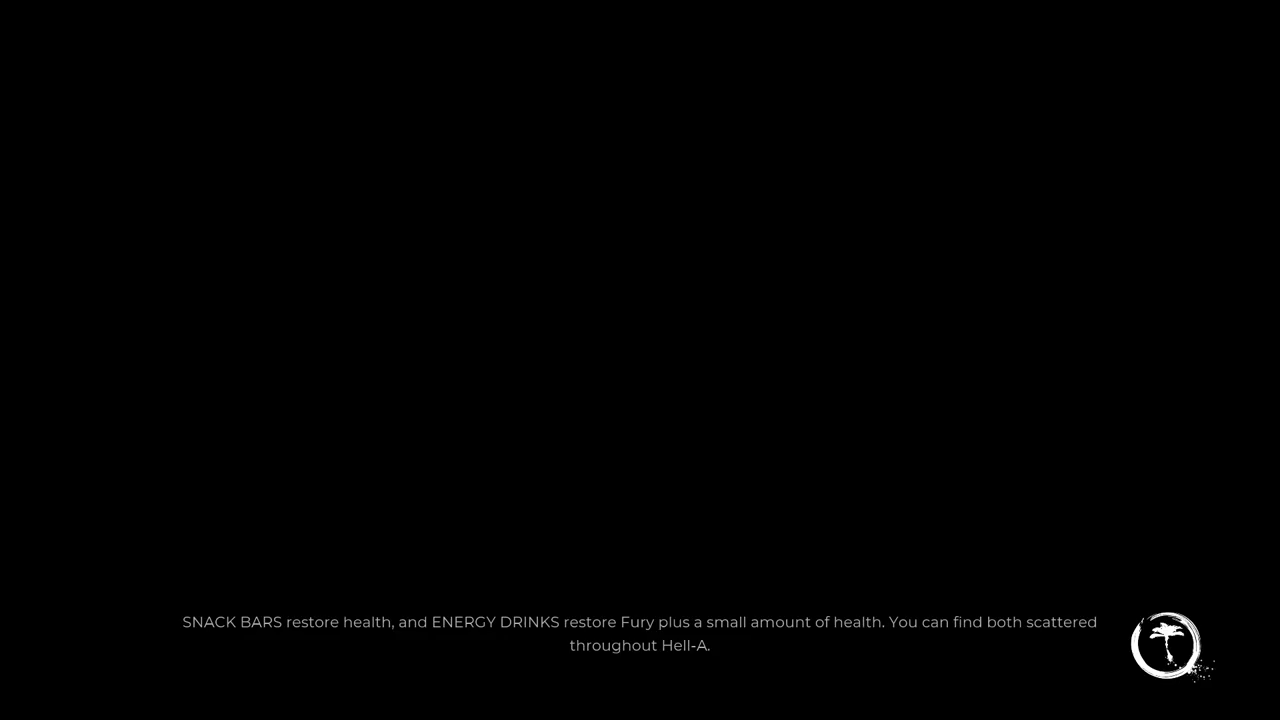 SNACK BARS restore health, and ENERGY DRINKS restore Fury plus a small amount of health. You can find both scattered
throughout Hell-A.